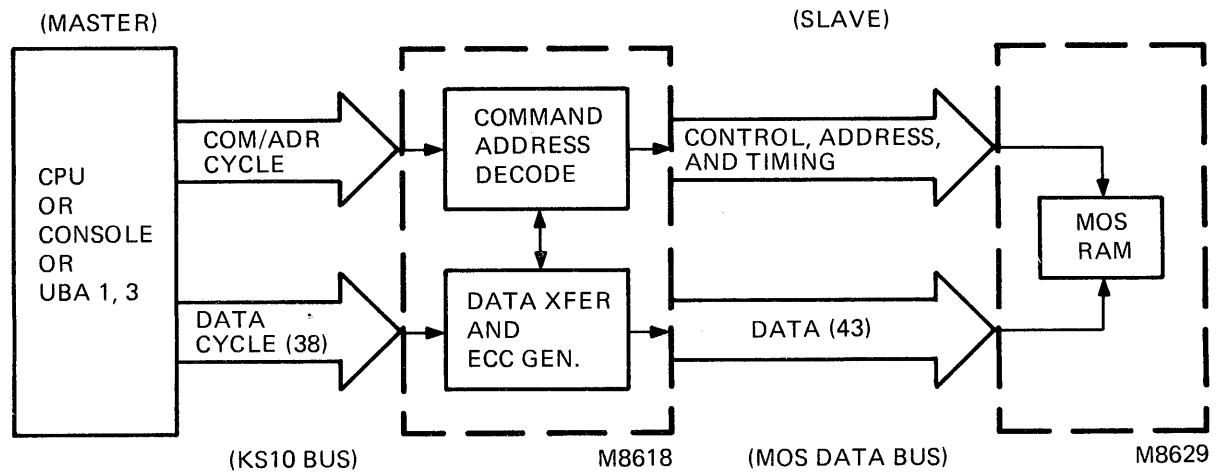 (MASTER)
(SLAVE)
CPU
OR
CONSOLE
OR
UBA 1, 3
COM/ADR
CYCLE
COMMAND
ADDRESS
DECODE
CONTROL, ADDRESS,
AND TIMING
MOS
RAM
DATA
CYCLE (38)
DATA XFER
AND
ECC GEN.
DATA (43)
(KS10 BUS)
M8618
(MOS DATA BUS)
M8629